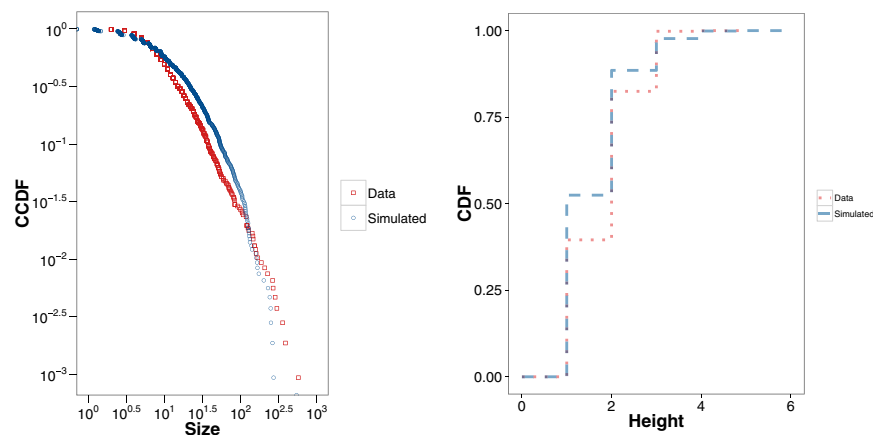 10^0
10^-0.5
10^-1
10^-1.5
10^-2
10^-2.5
10^-3
CCDF
10^0 10^0.5 10^1 10^1.5 10^2 10^2.5 10^3
Size
Data
Simulated
1.00
0.75
0.50
0.25
0.00
CDF
0 2 4 6
Height
Data
Simulated